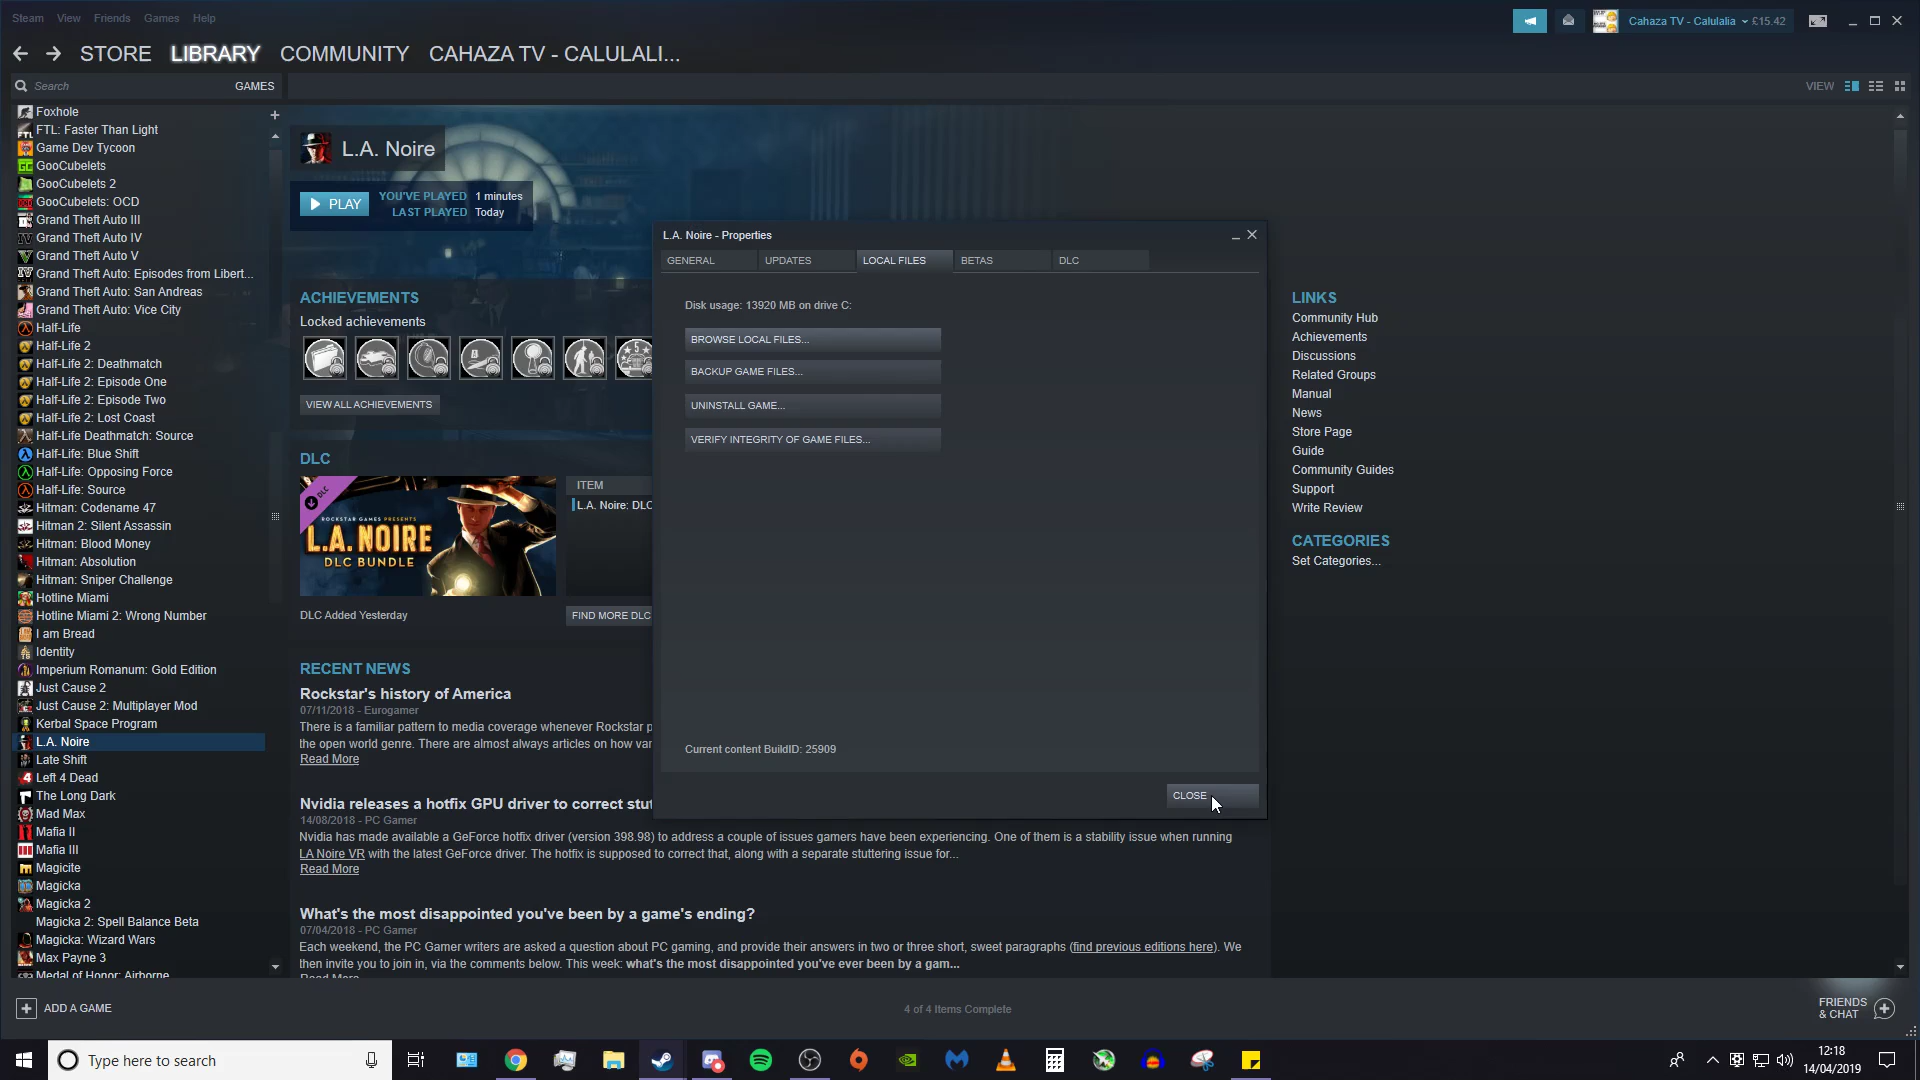 Steam View Friends Games Help
Cahaza TV - Calulalia £15.42
STORE LIBRARY COMMUNITY CAHAZA TV - CALULALI...
Search GAMES VIEW
Foxhole
FTL: Faster Than Light
Game Dev Tycoon
GooCubelets
GooCubelets 2
GooCubelets: OCD
Grand Theft Auto III
Grand Theft Auto IV
Grand Theft Auto V
Grand Theft Auto: Episodes from Libert...
Grand Theft Auto: San Andreas
Grand Theft Auto: Vice City
Half-Life
Half-Life 2
Half-Life 2: Deathmatch
Half-Life 2: Episode One
Half-Life 2: Episode Two
Half-Life 2: Lost Coast
Half-Life Deathmatch: Source
Half-Life: Blue Shift
Half-Life: Opposing Force
Half-Life: Source
Hitman: Codename 47
Hitman 2: Silent Assassin
Hitman: Blood Money
Hitman: Absolution
Hitman: Sniper Challenge
Hotline Miami
Hotline Miami 2: Wrong Number
I am Bread
Identity
Imperium Romanum: Gold Edition
Just Cause 2
Just Cause 2: Multiplayer Mod
Kerbal Space Program
L.A. Noire
Late Shift
Left 4 Dead
The Long Dark
Mad Max
Mafia II
Mafia III
Magicite
Magicka
Magicka 2
Magicka 2: Spell Balance Beta
Magicka: Wizard Wars
Max Payne 3
Medal of Honor: Airborne
L.A. Noire
PLAY
YOU'VE PLAYED 1 minutes
LAST PLAYED Today
ACHIEVEMENTS
Locked achievements
VIEW ALL ACHIEVEMENTS
DLC
DLC
ROCKSTAR GAMES PRESENTS
L.A. NOIRE
DLC BUNDLE
ITEM
L.A. Noire: DLC
DLC Added Yesterday
FIND MORE DLC
RECENT NEWS
Rockstar's history of America
07/11/2018 - Eurogamer
There is a familiar pattern to media coverage whenever Rockstar
the open world genre. There are almost always articles on how
Read More
Nvidia releases a hotfix GPU driver to correct
14/08/2018 - PC Gamer
Nvidia has made available a GeForce hotfix driver (version 398.98) to address a couple of issues gamers have been experiencing. One of them is a stability issue when running
LA Noire VR with the latest GeForce driver. The hotfix is supposed to correct that, along with a separate stuttering issue for...
Read More
What's the most disappointed you've been by a game's ending?
07/04/2018 - PC Gamer
Each weekend, the PC Gamer writers are asked a question about PC gaming, and provide their answers in two or three short, sweet paragraphs (find previous editions here). We
then invite you to join in, via the comments below. This week: what's the most disappointed you've ever been by a gam...
Read More
L.A. Noire - Properties
GENERAL UPDATES LOCAL FILES BETAS DLC
Disk usage: 13920 MB on drive C:
BROWSE LOCAL FILES...
BACKUP GAME FILES...
UNINSTALL GAME...
VERIFY INTEGRITY OF GAME FILES...
Current content BuildID: 25909
CLOSE
LINKS
Community Hub
Achievements
Discussions
Related Groups
Manual
News
Store Page
Guide
Community Guides
Support
Write Review
CATEGORIES
Set Categories...
ADD A GAME
4 of 4 Items Complete
FRIENDS
& CHAT
Type here to search
12:18
14/04/2019